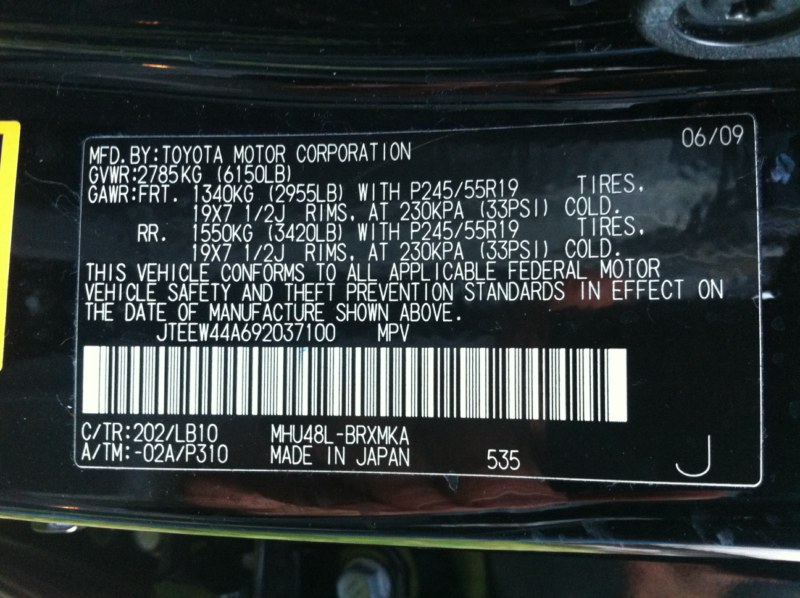 06/09
MFD.BY:TOYOTA MOTOR CORPORATION
GVWR:2785KG (6150LB)
GAWR:FRT. 1340KG (2955LB) WITH P245/55R19 TIRES,
19X7 1/2J RIMS, AT 230KPA (33PSI) COLD.
RR. 1550KG (3420LB) WITH P245/55R19 TIRES,
19X7 1/2J RIMS, AT 230KPA (33PSI) COLD.
THIS VEHICLE CONFORMS TO ALL APPLICABLE FEDERAL MOTOR
VEHICLE SAFETY AND THEFT PREVENTION STANDARDS IN EFFECT ON
THE DATE OF MANUFACTURE SHOWN ABOVE.
JTEEW44A692037100 MPV
C/TR:202/LB10 MHU48L-BRXMKA
A/TM:-02A/P310 MADE IN JAPAN 535 J